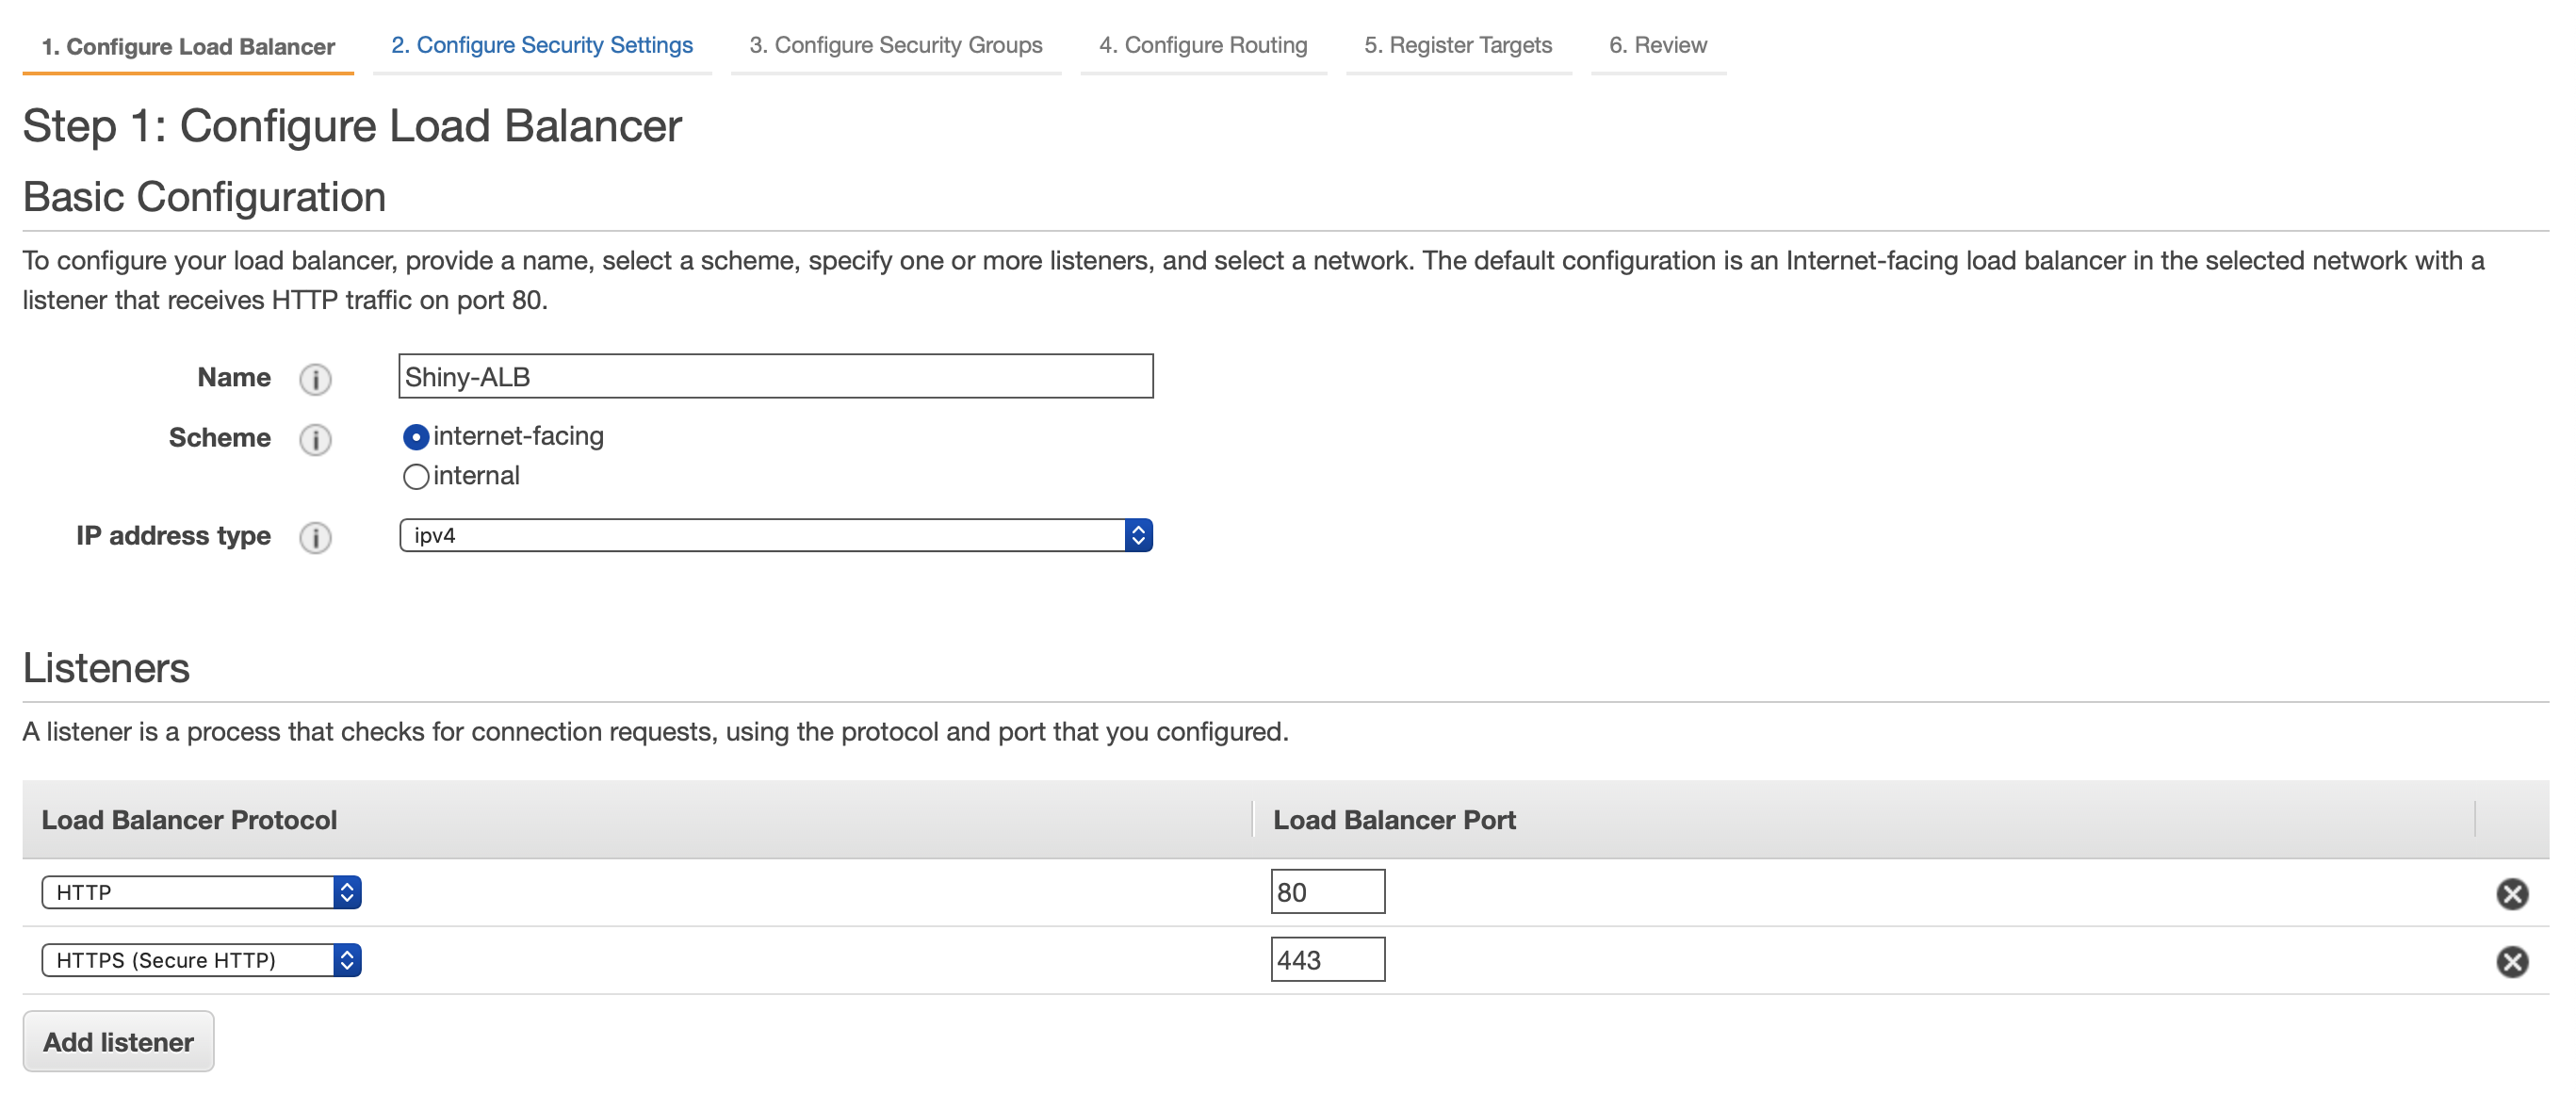 1. Configure Load Balancer 2. Configure Security Settings 3. Configure Security Groups 4. Configure Routing 5. Register Targets 6. Review
Step 1: Configure Load Balancer
Basic Configuration
To configure your load balancer, provide a name, select a scheme, specify one or more listeners, and select a network. The default configuration is an Internet-facing load balancer in the selected network with a
listener that receives HTTP traffic on port 80.
Name i Shiny-ALB
Scheme i internet-facing
internal
IP address type i ipv4
Listeners
A listener is a process that checks for connection requests, using the protocol and port that you configured.
Load Balancer Protocol Load Balancer Port
HTTP 80
HTTPS (Secure HTTP) 443
Add listener